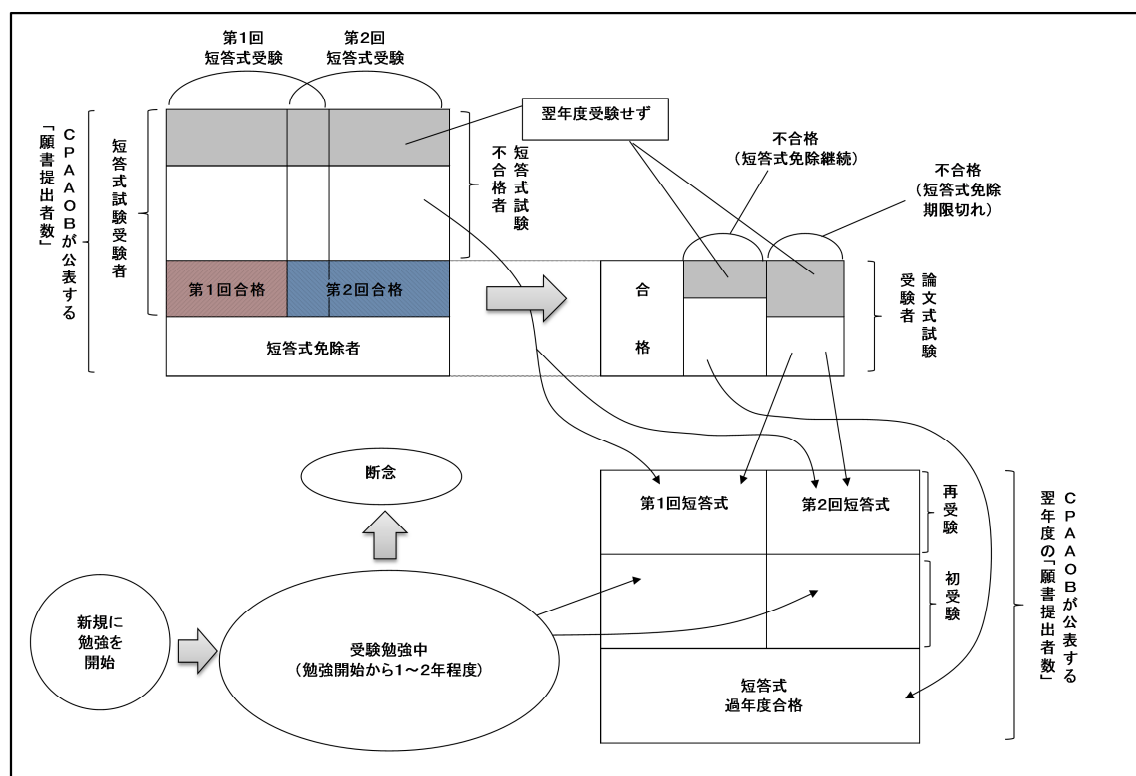 第1回
短答式受験
第2回
短答式受験
CPAAOBが公表する
「願書提出者数」
短答式試験受験者
短答式試験
不合格者
翌年度受験せず
不合格
(短答式免除継続)
不合格
(短答式免除
期限切れ)
第1回合格
第2回合格
短答式免除者
合
格
論文式試験
受験者
断念
第1回短答式
第2回短答式
再受験
初受験
CPAAOBが公表する
翌年度の「願書提出者数」
新規に
勉強を
開始
受験勉強中
(勉強開始から1~2年程度)
短答式
過年度合格